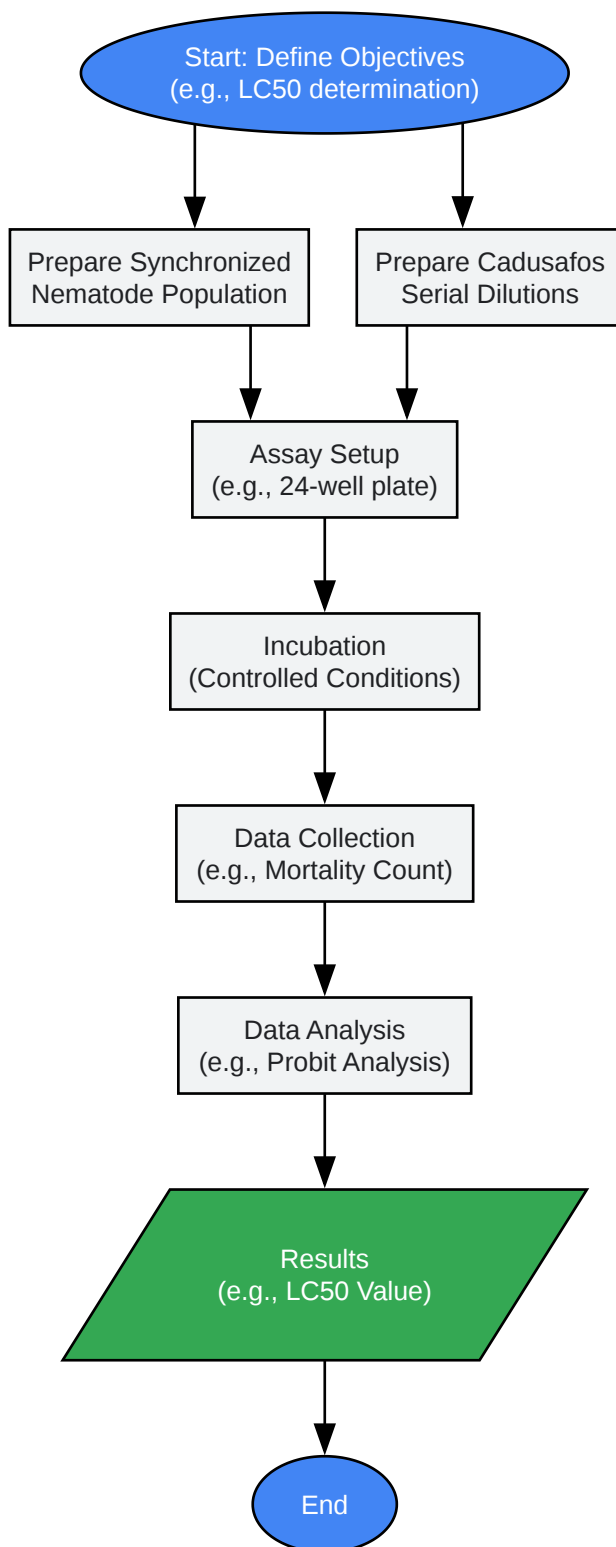 Start: Define Objectives
(e.g., LC50 determination)
Prepare Synchronized
Nematode Population
Prepare Cadusafos
Serial Dilutions
Assay Setup
(e.g., 24-well plate)
Incubation
(Controlled Conditions)
Data Collection
(e.g., Mortality Count)
Data Analysis
(e.g., Probit Analysis)
Results
(e.g., LC50 Value)
End